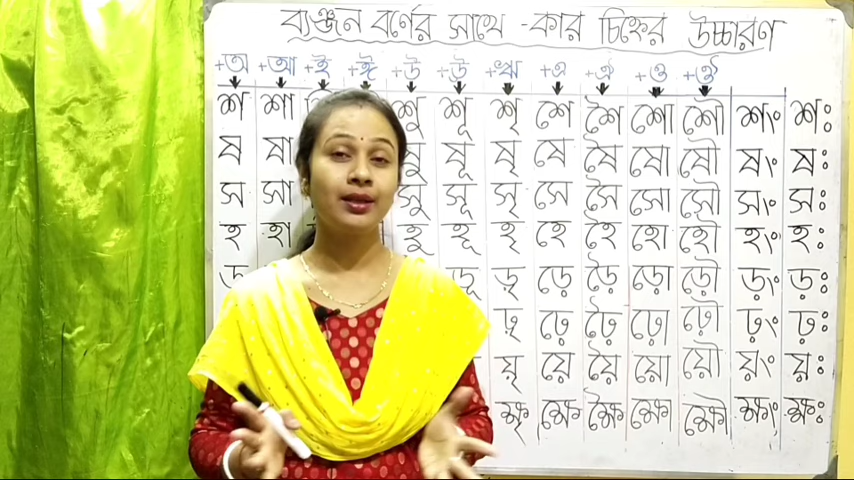 ব্যঞ্জন বর্ণের সাথে - কার চিহ্নের উচ্চারণ
+অ +আ +ই +ঈ +উ +ঊ +ঋ +এ +ঐ +ও +ঔ
শ শা শু শূ শৃ শে শৈ শো শৌ শং শঃ
ষ ষা ষু ষূ ষৃ ষে ষৈ ষো ষৌ ষং ষঃ
স সা সু সূ সৃ সে সৈ সো সৌ সং সঃ
হ হা হু হূ হৃ হে হৈ হো হৌ হং হঃ
ড় ড়ূ ড়ৃ ড়ে ড়ৈ ড়ো ড়ৌ ড়ং ড়ঃ
ঢ়ৃ ঢ়ে ঢ়ৈ ঢ়ো ঢ়ৌ ঢ়ং ঢ়ঃ
য়ৃ য়ে য়ৈ য়ো য়ৌ য়ং য়ঃ
ক্ষৃ ক্ষে ক্ষৈ ক্ষো ক্ষৌ ক্ষং ক্ষঃ